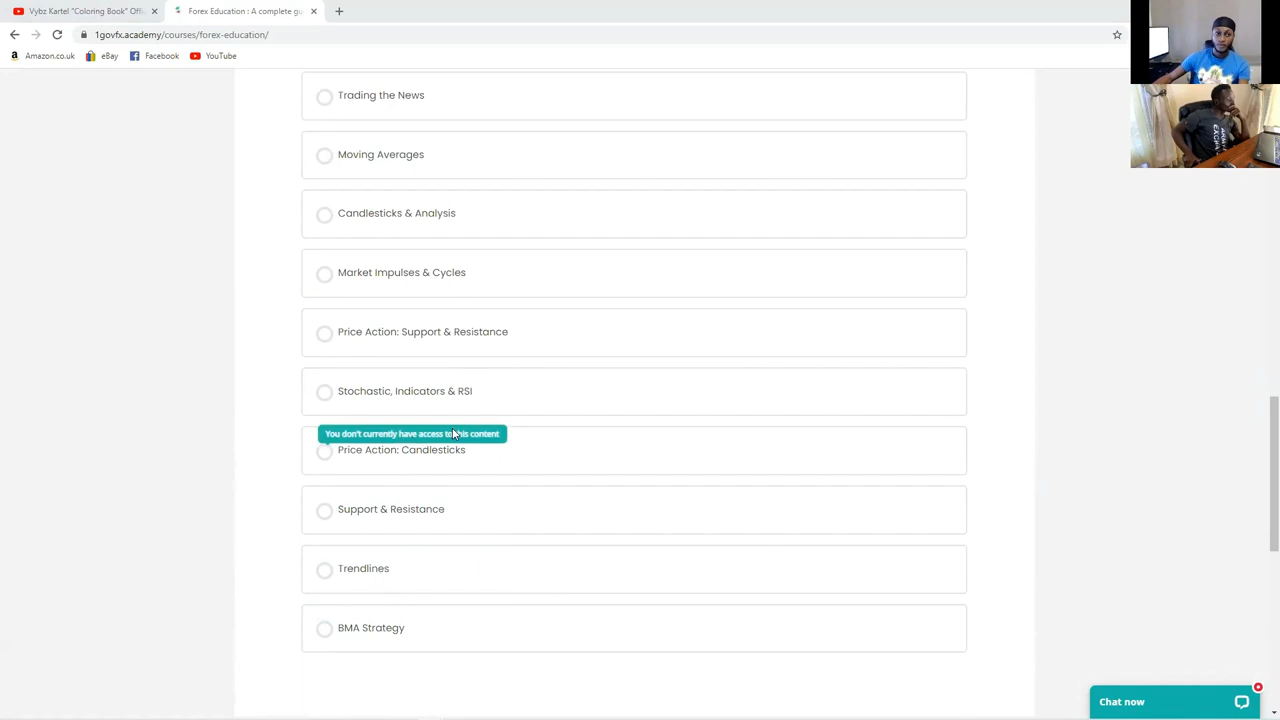 Vybz Kartel "Coloring Book" Offi
Forex Education : A complete gu
1govfx.academy/courses/forex-education/
Amazon.co.uk
eBay
Facebook
YouTube
Trading the News
Moving Averages
Candlesticks & Analysis
Market Impulses & Cycles
Price Action: Support & Resistance
Stochastic, Indicators & RSI
You don't currently have access to this content
Price Action: Candlesticks
Support & Resistance
Trendlines
BMA Strategy
Chat now